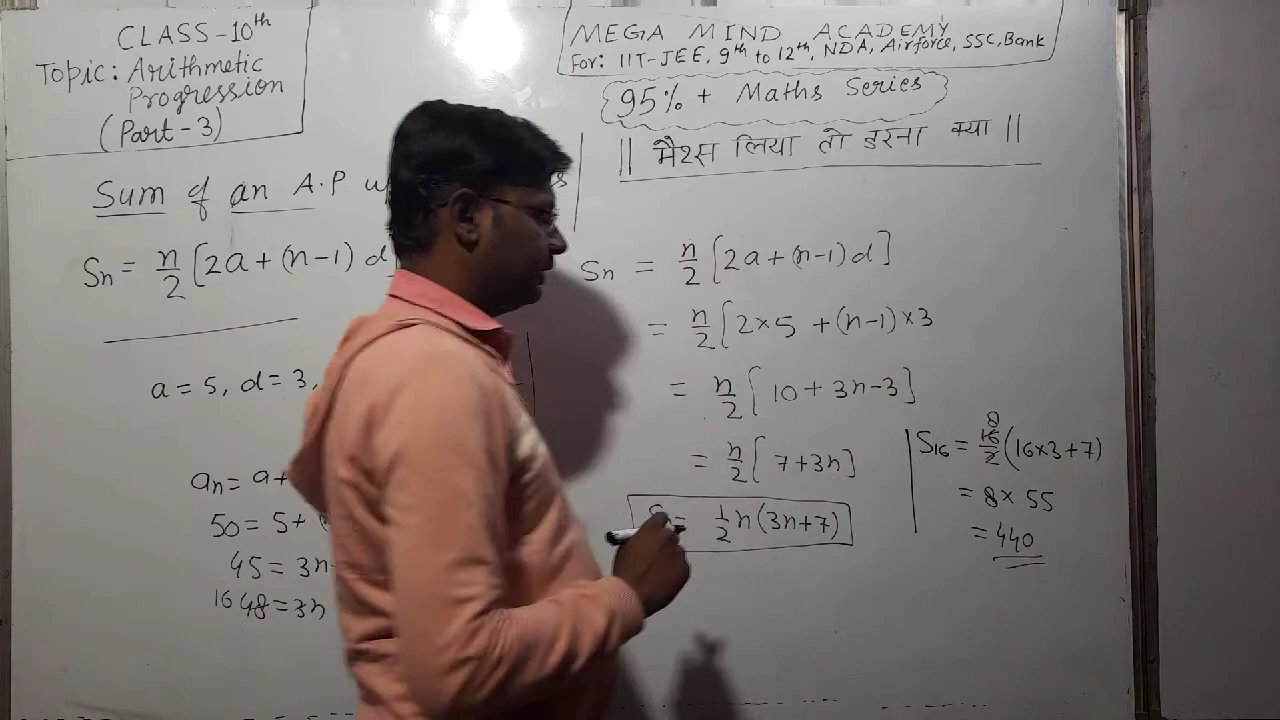 CLASS-10th
Topic: Arithmetic
Progression
(Part-3)
MEGA MIND ACADEMY
For: IIT-JEE, 9th to 12th, NDA, Airforce, SSC, Bank
95% + Maths Series
|| मैथ्स लिया तो डरना क्या ||
Sum of an A.P
Sn = n/2 [2a + (n-1) d
a = 5, d = 3,
an = a+
50 = 5+
45 = 3n
16 48 = 3n
Sn = n/2 [2a + (n-1) d]
= n/2 [2×5 + (n-1)×3
= n/2 [10 + 3n-3]
= n/2 [7+3n]
= 1/2 n(3n+7)
S16 = 16/2 (16×3+7)
8
= 8 × 55
= 440